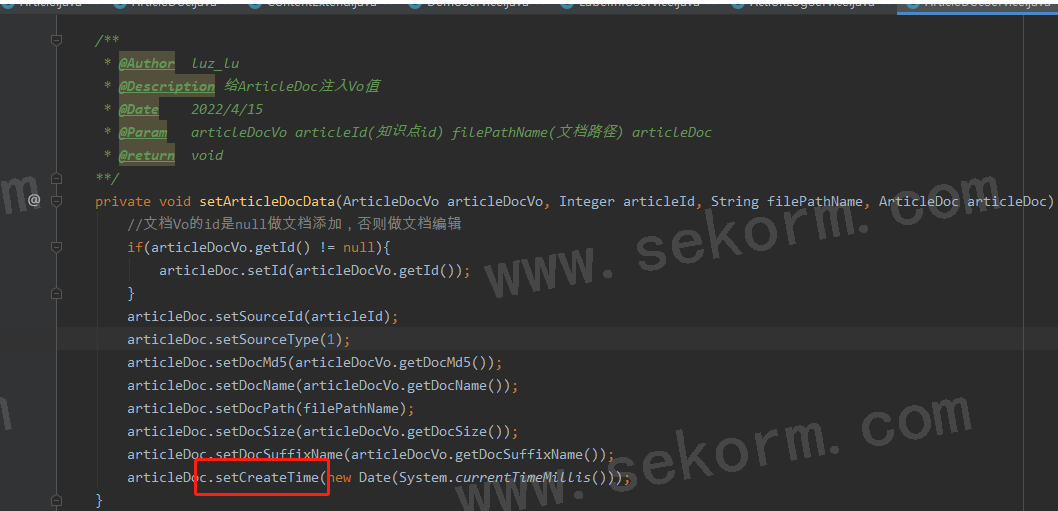 /**
* @Author luz_lu
* @Description 给ArticleDoc注入Vo值
* @Date 2022/4/15
* @Param articleDocVo articleId(知识点id) filePathName(文档路径) articleDoc
* @return void
**/
@ private void setArticleDocData(ArticleDocVo articleDocVo, Integer articleId, String filePathName, ArticleDoc articleDoc)
//文档Vo的id是null做文档添加，否则做文档编辑
if(articleDocVo.getId() != null){
articleDoc.setId(articleDocVo.getId());
}
articleDoc.setSourceId(articleId);
articleDoc.setSourceType(1);
articleDoc.setDocMd5(articleDocVo.getDocMd5());
articleDoc.setDocName(articleDocVo.getDocName());
articleDoc.setDocPath(filePathName);
articleDoc.setDocSize(articleDocVo.getDocSize());
articleDoc.setDocSuffixName(articleDocVo.getDocSuffixName());
articleDoc.setCreateTime(new Date(System.currentTimeMillis()));
}
www.sekorm.com
www.sekorm.com
om
m